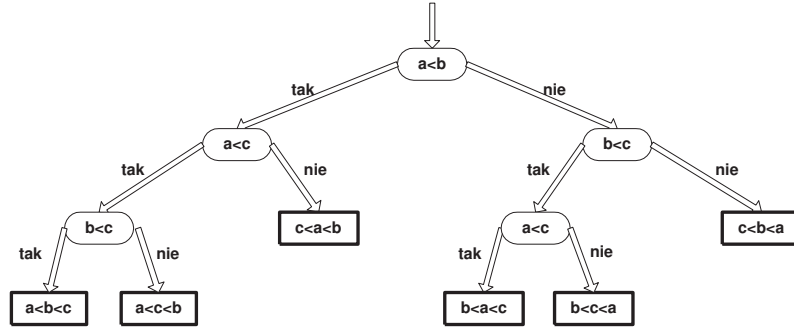 a<b
tak
nie
a<c
b<c
tak
nie
tak
nie
b<c
c<a<b
a<c
c<b<a
tak
nie
tak
nie
a<b<c
a<c<b
b<a<c
b<c<a